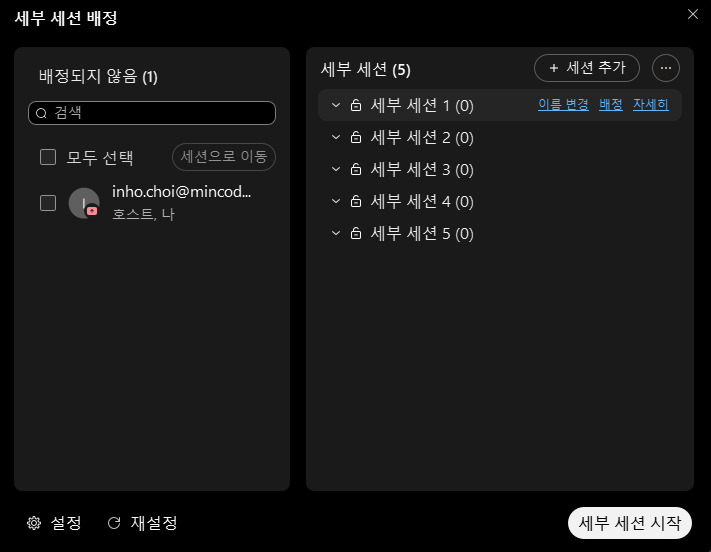 세부 세션 배정
배정되지 않음 (1)
검색
모두 선택
세션으로 이동
inho.choi@mincod...
호스트, 나
세부 세션 (5)
+ 세션 추가
...
세부 세션 1 (0)
이름 변경 배정 자세히
세부 세션 2 (0)
세부 세션 3 (0)
세부 세션 4 (0)
세부 세션 5 (0)
설정
재설정
세부 세션 시작